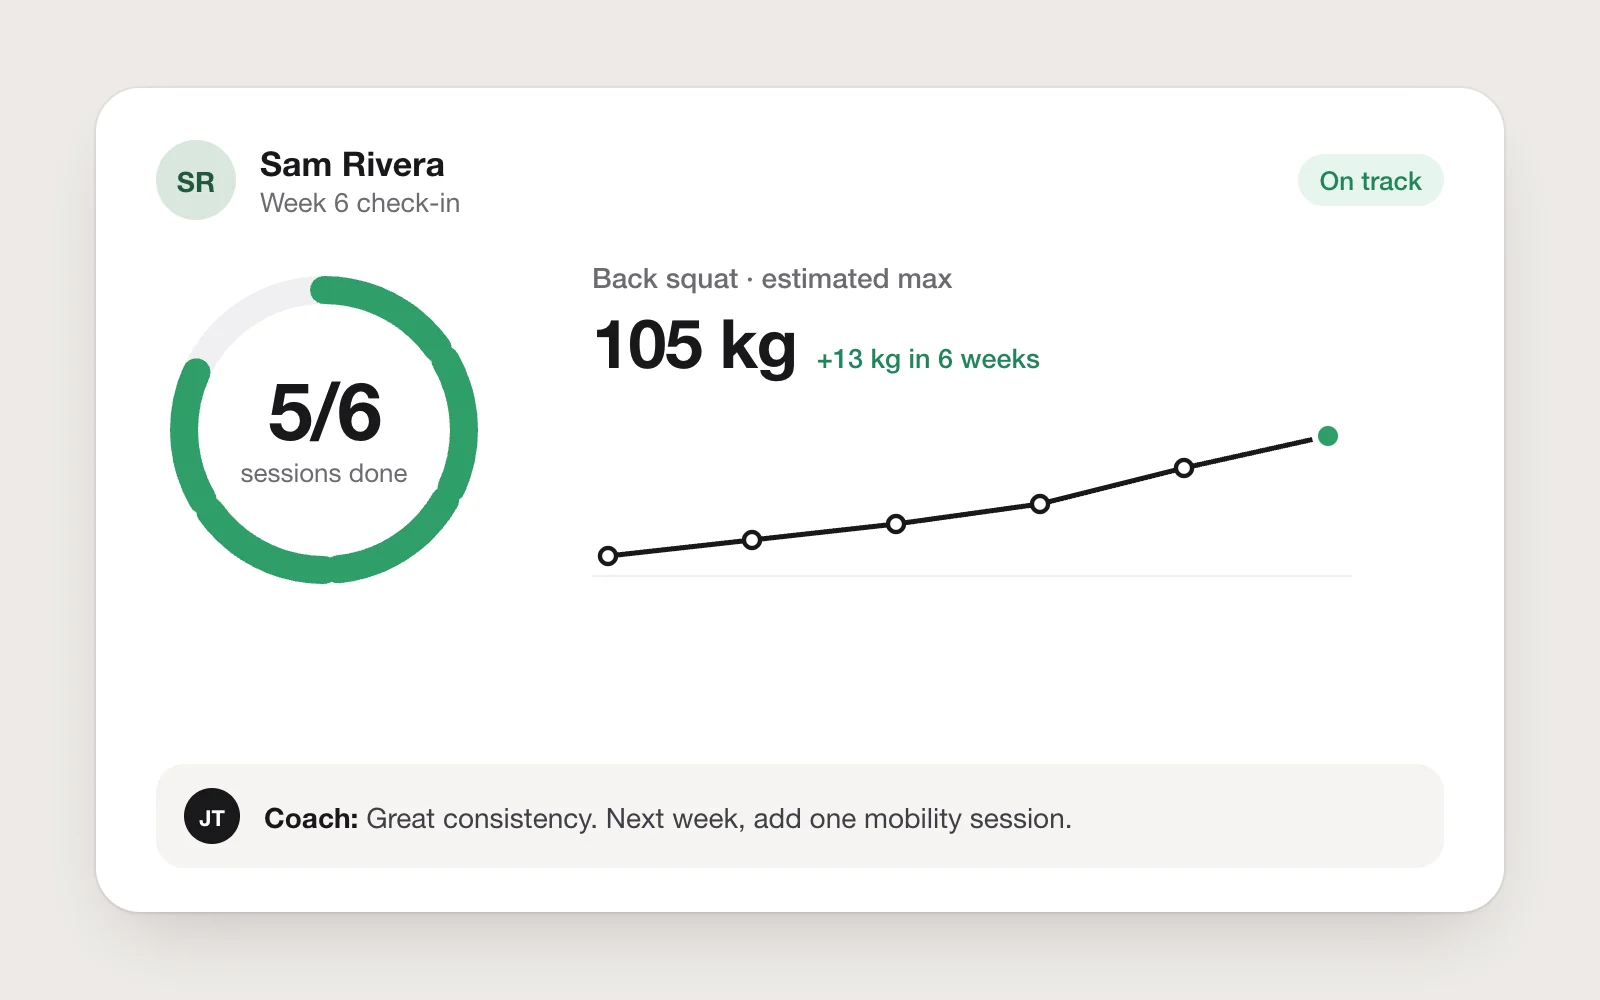 SR
Sam Rivera
Week 6 check-in
On track
5/6
sessions done
Back squat · estimated max
105 kg +13 kg in 6 weeks
JT
Coach: Great consistency. Next week, add one mobility session.